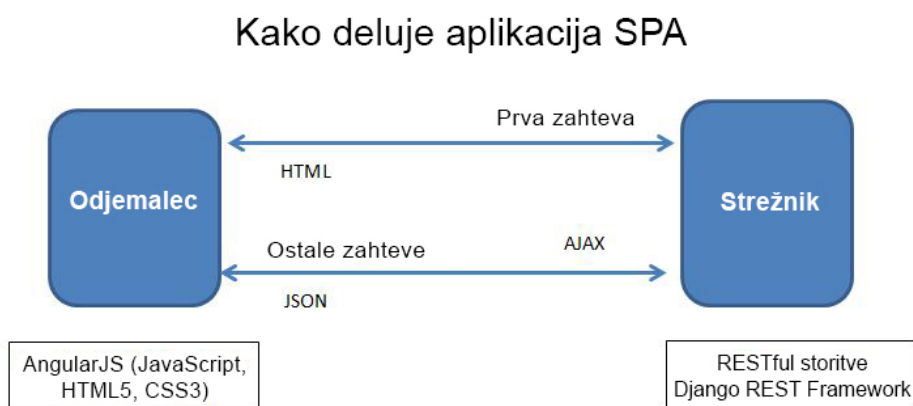 Kako deluje aplikacija SPA
Prva zahteva
HTML
Odjemalec
Strežnik
Ostale zahteve
AJAX
JSON
AngularJS (JavaScript,
HTML5, CSS3)
RESTful storitve
Django REST Framework